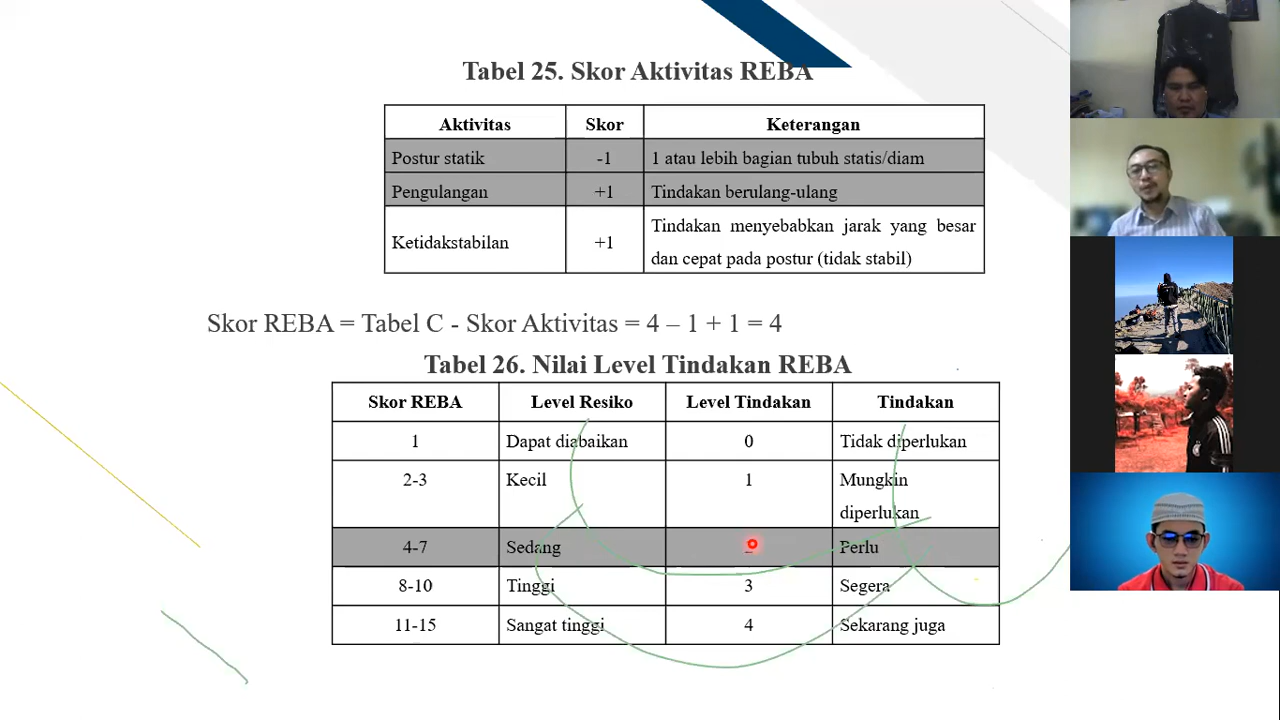 Tabel 25. Skor Aktivitas REBA
Aktivitas Skor Keterangan
Postur statik -1 1 atau lebih bagian tubuh statis/diam
Pengulangan +1 Tindakan berulang-ulang
Ketidakstabilan +1 Tindakan menyebabkan jarak yang besar
dan cepat pada postur (tidak stabil)
Skor REBA = Tabel C - Skor Aktivitas = 4 – 1 + 1 = 4
Tabel 26. Nilai Level Tindakan REBA
Skor REBA Level Resiko Level Tindakan Tindakan
1 Dapat diabaikan 0 Tidak diperlukan
2-3 Kecil 1 Mungkin
diperlukan
4-7 Sedang Perlu
8-10 Tinggi 3 Segera
11-15 Sangat tinggi 4 Sekarang juga